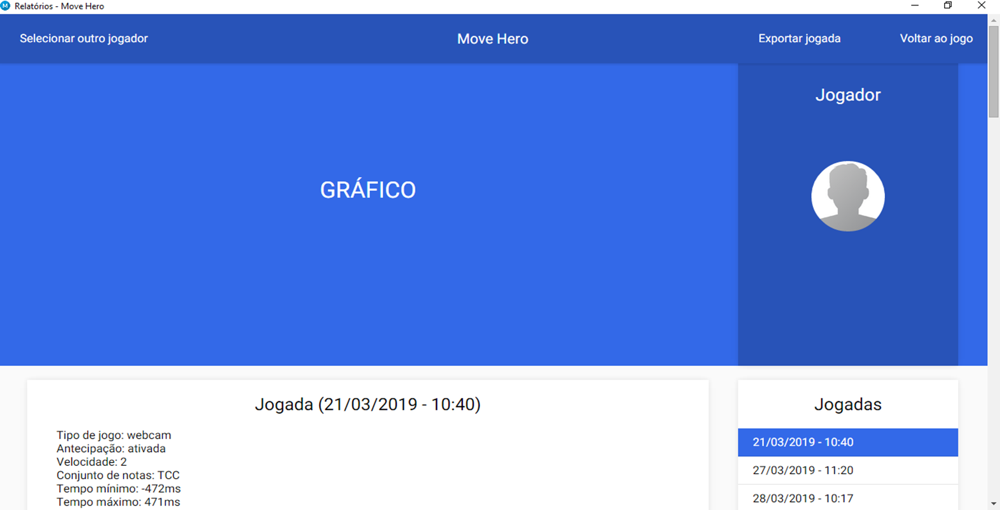 M Relatórios - Move Hero
Selecionar outro jogador
Move Hero
Exportar jogada
Voltar ao jogo
GRÁFICO
Jogador
Jogada (21/03/2019 - 10:40)
Tipo de jogo: webcam
Antecipação: ativada
Velocidade: 2
Conjunto de notas: TCC
Tempo mínimo: -472ms
Tempo máximo: 471ms
Jogadas
21/03/2019 - 10:40
27/03/2019 - 11:20
28/03/2019 - 10:17